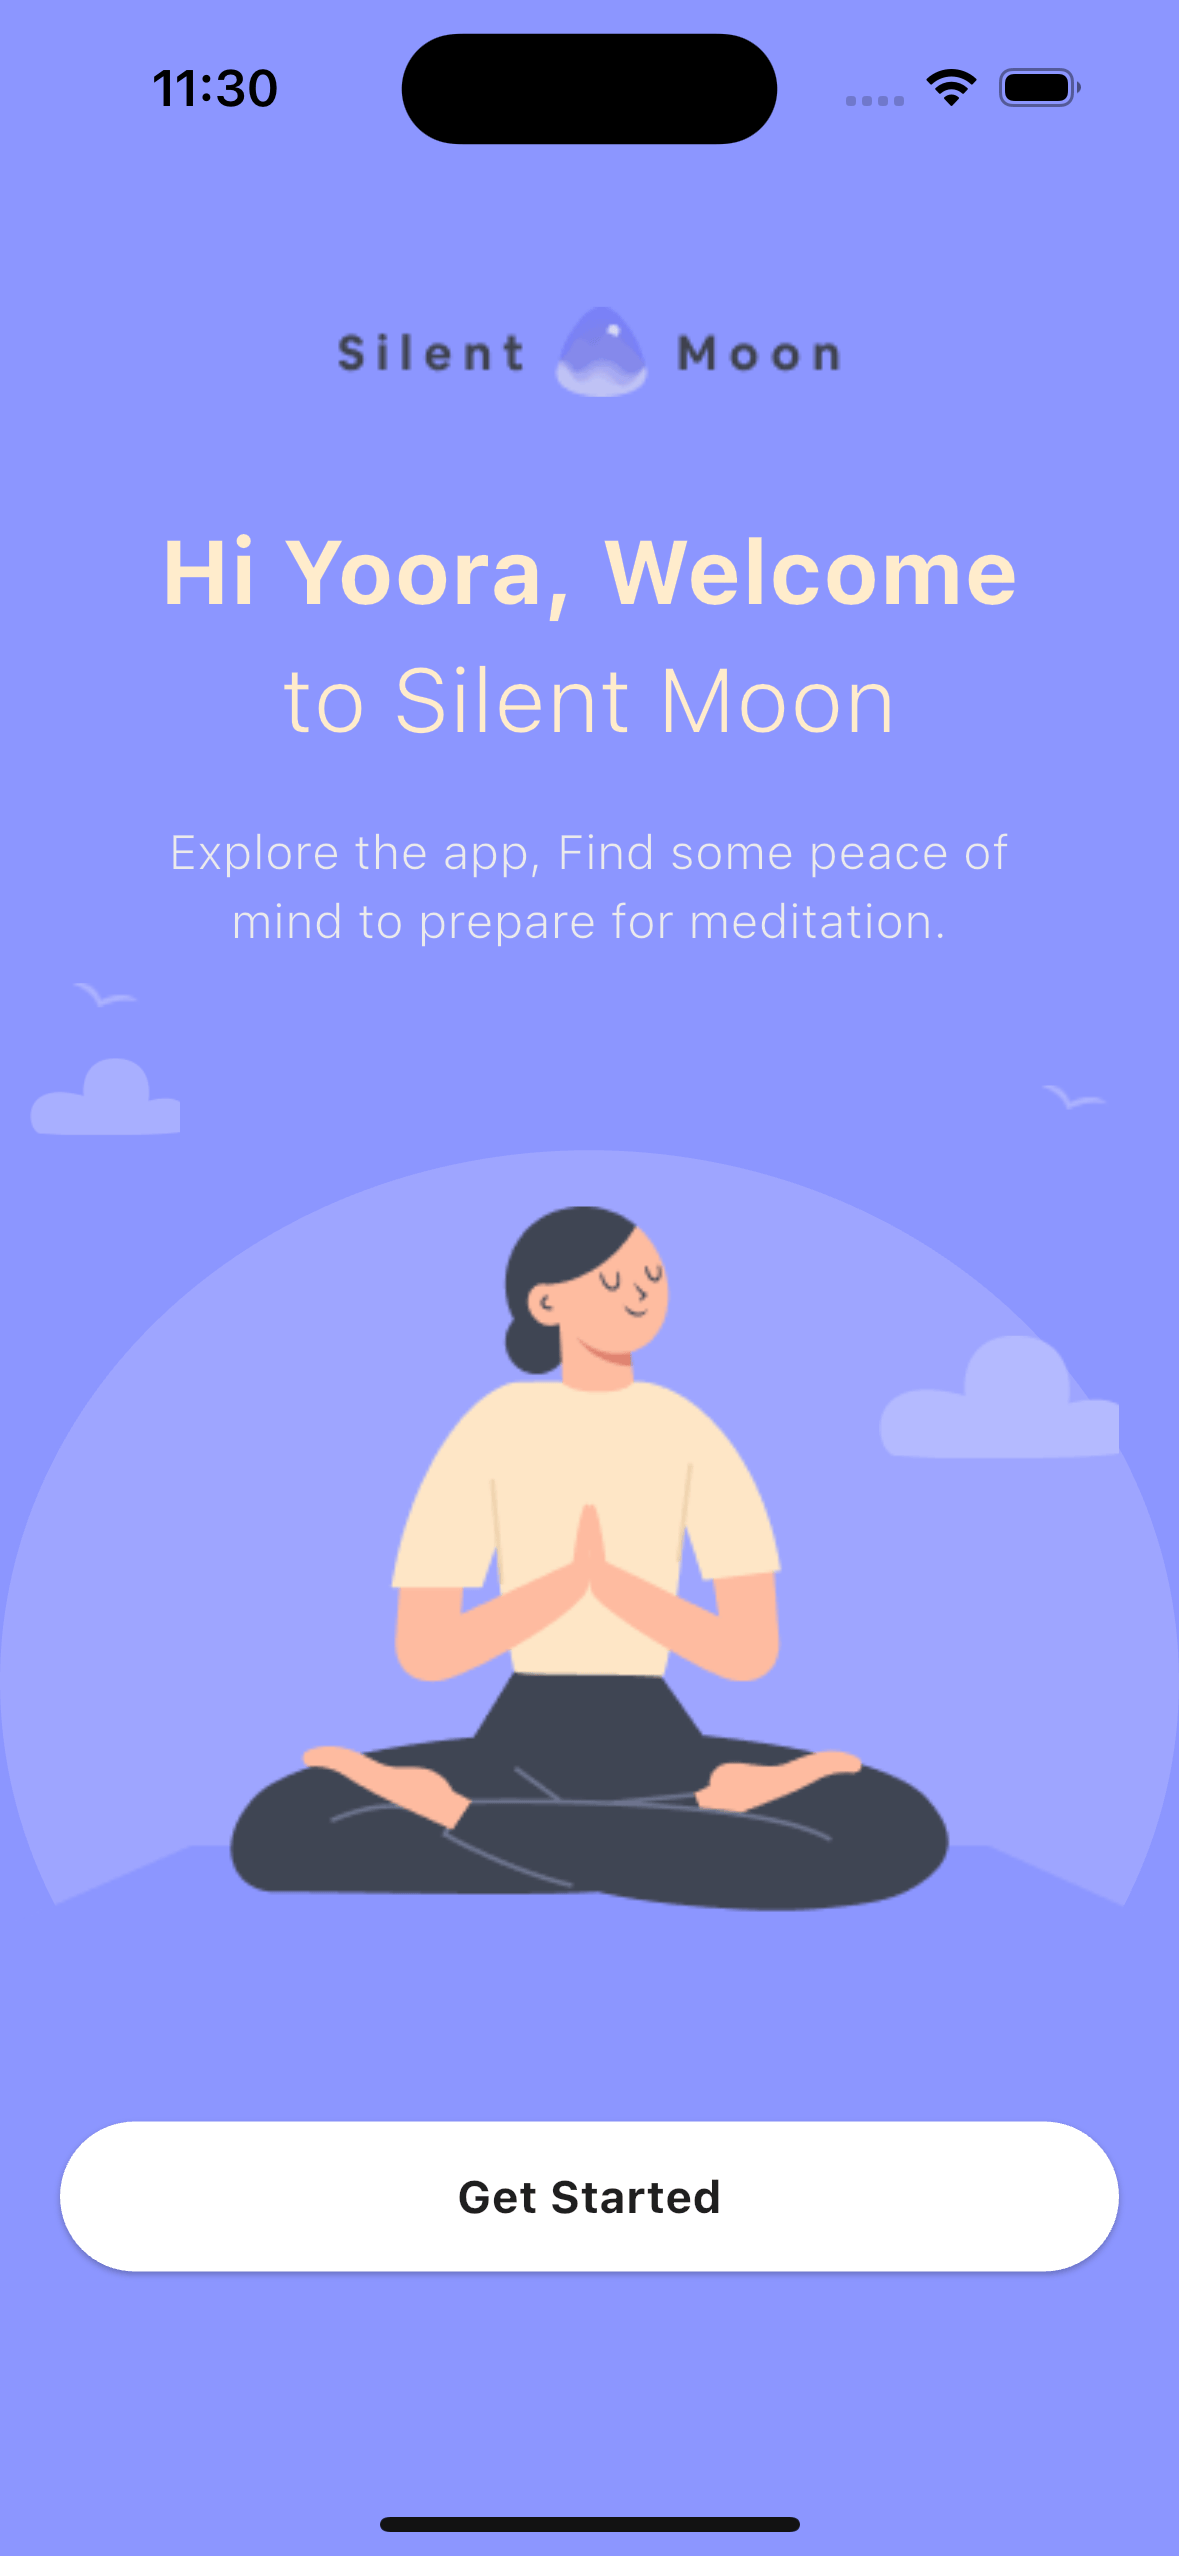 11:30
Silent Moon
Hi Yoora, Welcome
to Silent Moon
Explore the app, Find some peace of
mind to prepare for meditation.
Get Started